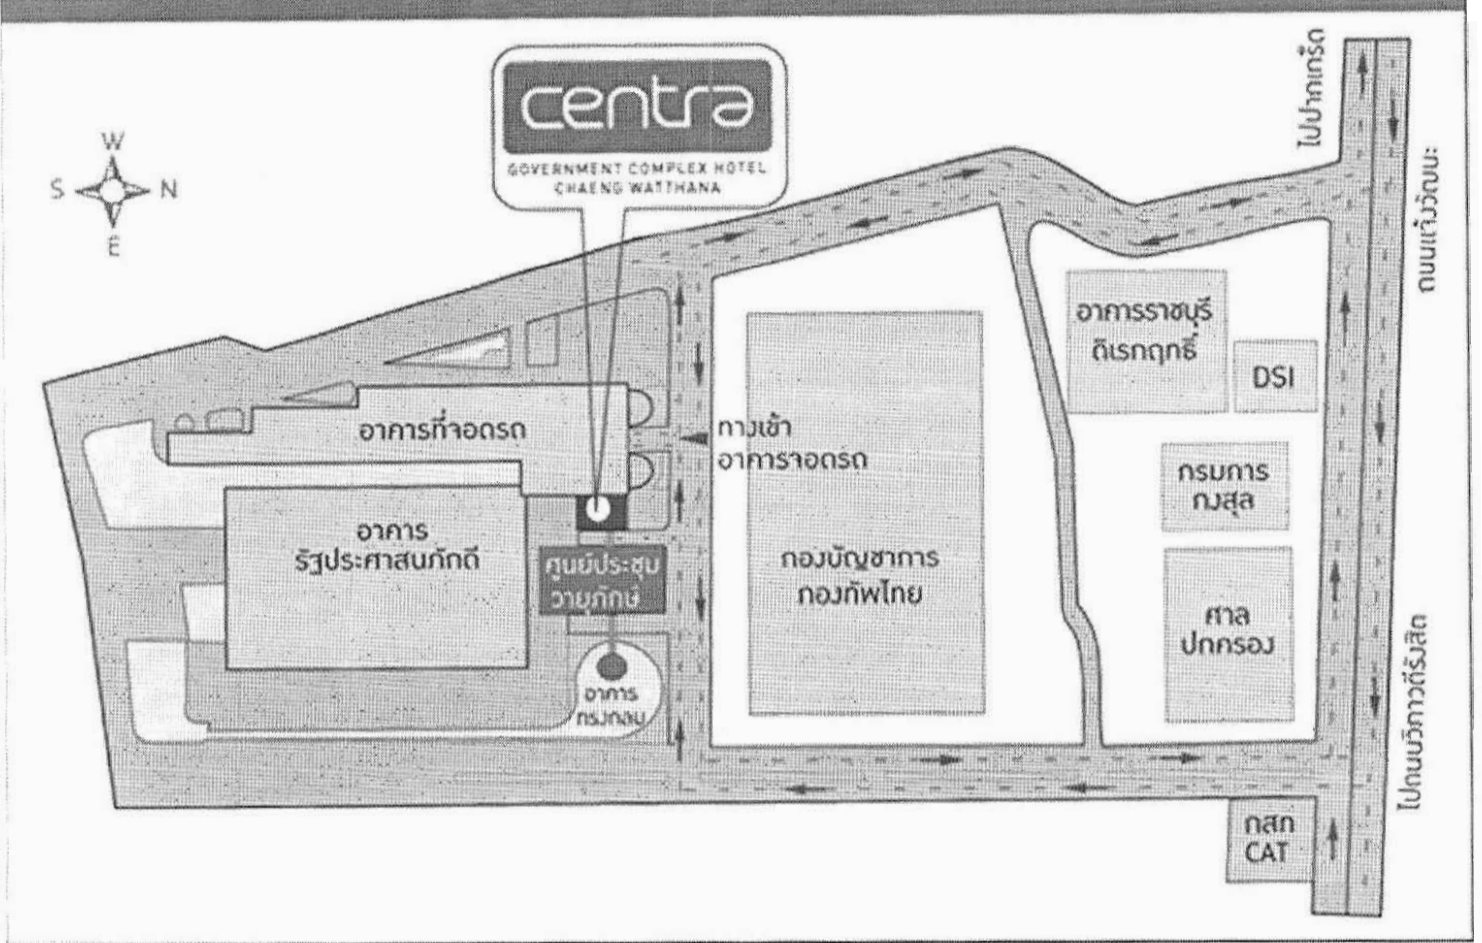 centra
GOVERNMENT COMPLEX HOTEL
CHAENG WATTHANA
W
S
N
E
ไปปากเกร็ด
ถนนแจ้งวัฒนะ
อาคารราชบุรี
ดิเรกฤทธิ์
DSI
อาคารที่จอดรถ
ทางเข้า
อาคารจอดรถ
กรมการ
กงสุล
อาคาร
รัฐประศาสนภักดี
ศูนย์ประชุม
วายุภักษ์
กองบัญชาการ
กองทัพไทย
ศาล
ปกครอง
อาคาร
ทรงกลม
ไปถนนวิภาวดีรังสิต
กสท
CAT